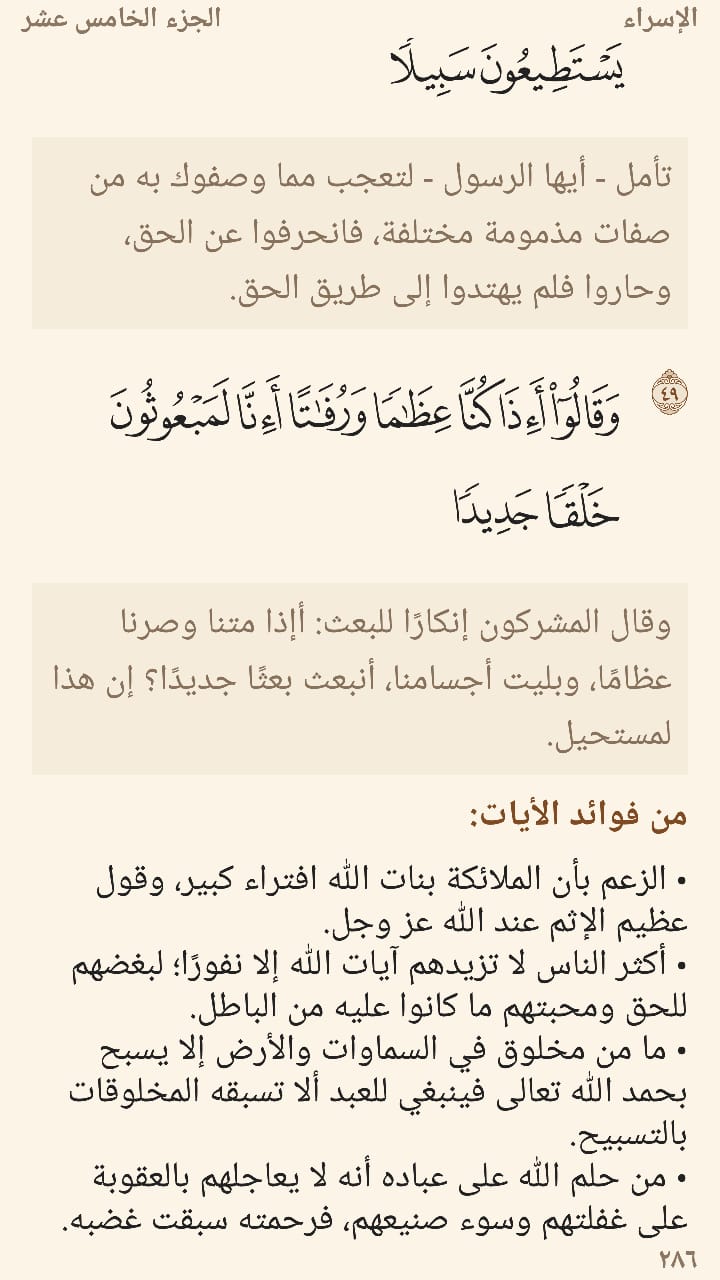 الإسراء الجزء الخامس عشر
يَسْتَطِيعُونَ سَبِيلًا
تأمل - أيها الرسول - لتعجب مما وصفوك به من
صفات مذمومة مختلفة، فانحرفوا عن الحق،
وحاروا فلم يهتدوا إلى طريق الحق.
٤٩ وَقَالُوٓا۟ أَءِذَا كُنَّا عِظَٰمًا وَرُفَٰتًا أَءِنَّا لَمَبْعُوثُونَ
خَلْقًا جَدِيدًا
وقال المشركون إنكارًا للبعث: أإذا متنا وصرنا
عظامًا، وبليت أجسامنا، أنبعث بعثًا جديدًا؟ إن هذا
لمستحيل.
من فوائد الأيات:
• الزعم بأن الملائكة بنات الله افتراء كبير، وقول
عظيم الإثم عند الله عز وجل.
• أكثر الناس لا تزيدهم آيات الله إلا نفورًا؛ لبغضهم
للحق ومحبتهم ما كانوا عليه من الباطل.
• ما من مخلوق في السماوات والأرض إلا يسبح
بحمد الله تعالى فينبغي للعبد ألا تسبقه المخلوقات
بالتسبيح.
• من حلم الله على عباده أنه لا يعاجلهم بالعقوبة
على غفلتهم وسوء صنيعهم، فرحمته سبقت غضبه.
٢٨٦